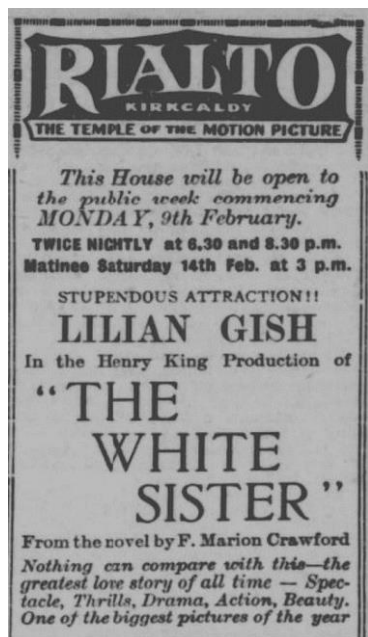 RIALTO
KIRKCALDY
THE TEMPLE OF THE MOTION PICTURE
This House will be open to
the public week commencing
MONDAY, 9th February.
TWICE NIGHTLY at 6.30 and 8.30 p.m.
Matinee Saturday 14th Feb. at 3 p.m.
STUPENDOUS ATTRACTION!!
LILIAN GISH
In the Henry King Production of
"THE
WHITE
SISTER"
From the novel by F. Marion Crawford
Nothing can compare with this—the
greatest love story of all time — Spec-
tacle, Thrills, Drama, Action, Beauty.
One of the biggest pictures of the year